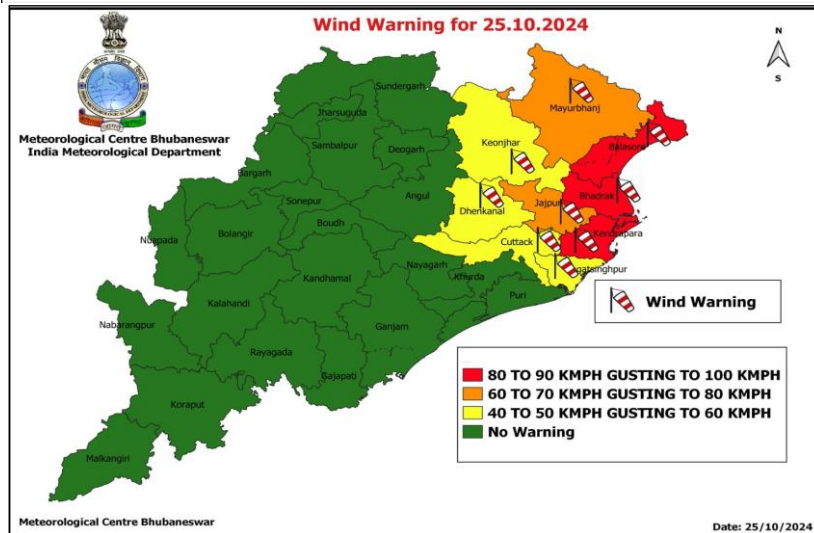 Wind Warning for 25.10.2024
N
S
Meteorological Centre Bhubaneswar
India Meteorological Department
Sundergarh
Jharsuguda
Mayurbhanj
Keonjhar
Balasore
Sambalpur
Deogarh
Bargarh
Angul
Bhadrak
Sonepur
Jajpur
Dhenkanal
Boudh
Bolangir
Kendrapara
Nuapada
Cuttack
Nayagarh
Khurda
Kandhamal
Puri
Kalahandi
Nabarangpur
Ganjam
Rayagada
Gajapati
Koraput
Malkangiri
Wind Warning
80 TO 90 KMPH GUSTING TO 100 KMPH
60 TO 70 KMPH GUSTING TO 80 KMPH
40 TO 50 KMPH GUSTING TO 60 KMPH
No Warning
Meteorological Centre Bhubaneswar
Date: 25/10/2024